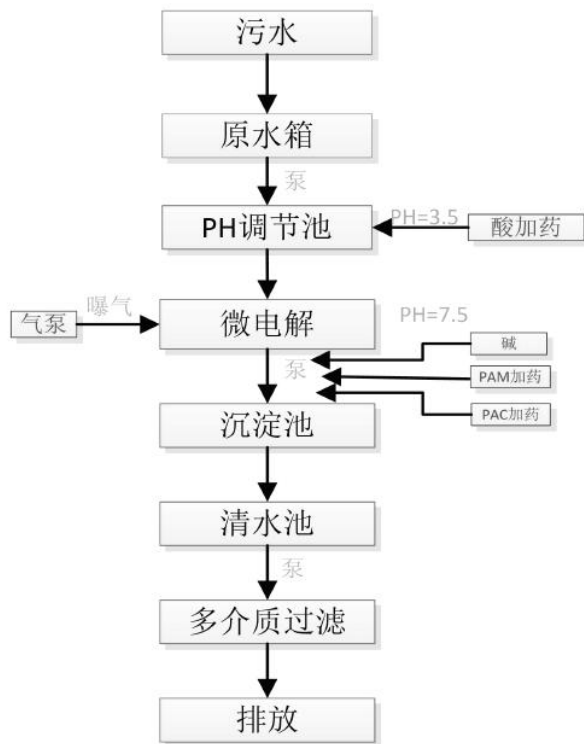 污水
原水箱
泵
PH调节池
PH=3.5
酸加药
气泵
曝气
微电解
PH=7.5
碱
泵
PAM加药
PAC加药
沉淀池
清水池
泵
多介质过滤
排放